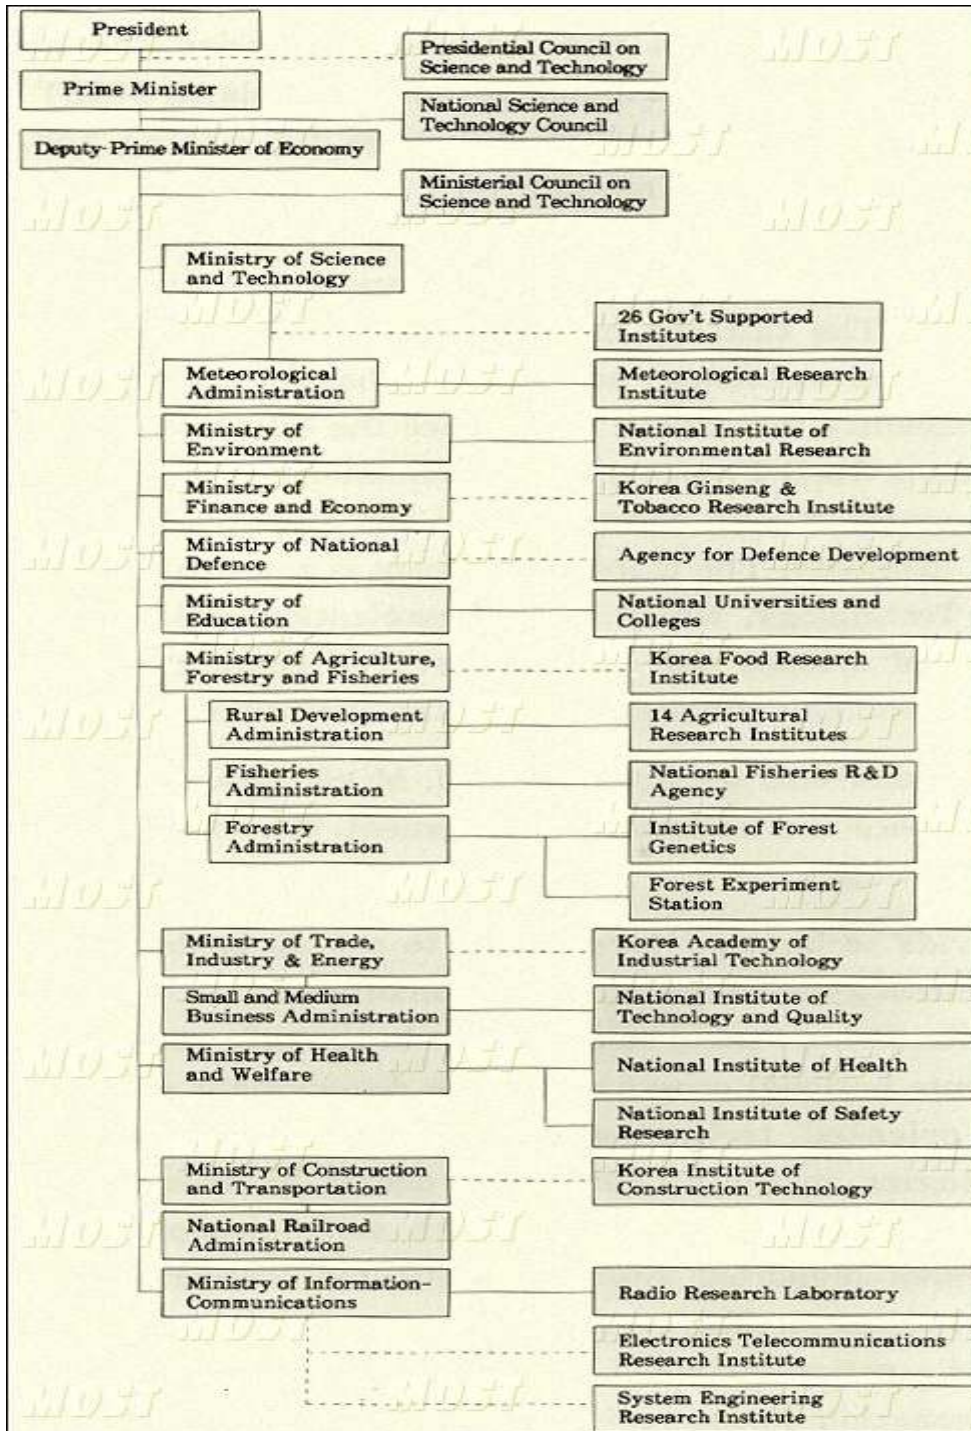 President
Presidential Council on
Science and Technology
Prime Minister
National Science and
Technology Council
Deputy-Prime Minister of Economy
Ministerial Council on
Science and Technology
Ministry of Science
and Technology
26 Gov't Supported
Institutes
Meteorological
Administration
Meteorological Research
Institute
Ministry of
Environment
National Institute of
Environmental Research
Ministry of
Finance and Economy
Korea Ginseng &
Tobacco Research Institute
Ministry of National
Defence
Agency for Defence Development
Ministry of
Education
National Universities and
Colleges
Ministry of Agriculture,
Forestry and Fisheries
Korea Food Research
Institute
Rural Development
Administration
14 Agricultural
Research Institutes
Fisheries
Administration
National Fisheries R&D
Agency
Forestry
Administration
Institute of Forest
Genetics
Forest Experiment
Station
Ministry of Trade,
Industry & Energy
Korea Academy of
Industrial Technology
Small and Medium
Business Administration
National Institute of
Technology and Quality
Ministry of Health
and Welfare
National Institute of Health
National Institute of Safety
Research
Ministry of Construction
and Transportation
Korea Institute of
Construction Technology
National Railroad
Administration
Ministry of Information-
Communications
Radio Research Laboratory
Electronics Telecommunications
Research Institute
System Engineering
Research Institute